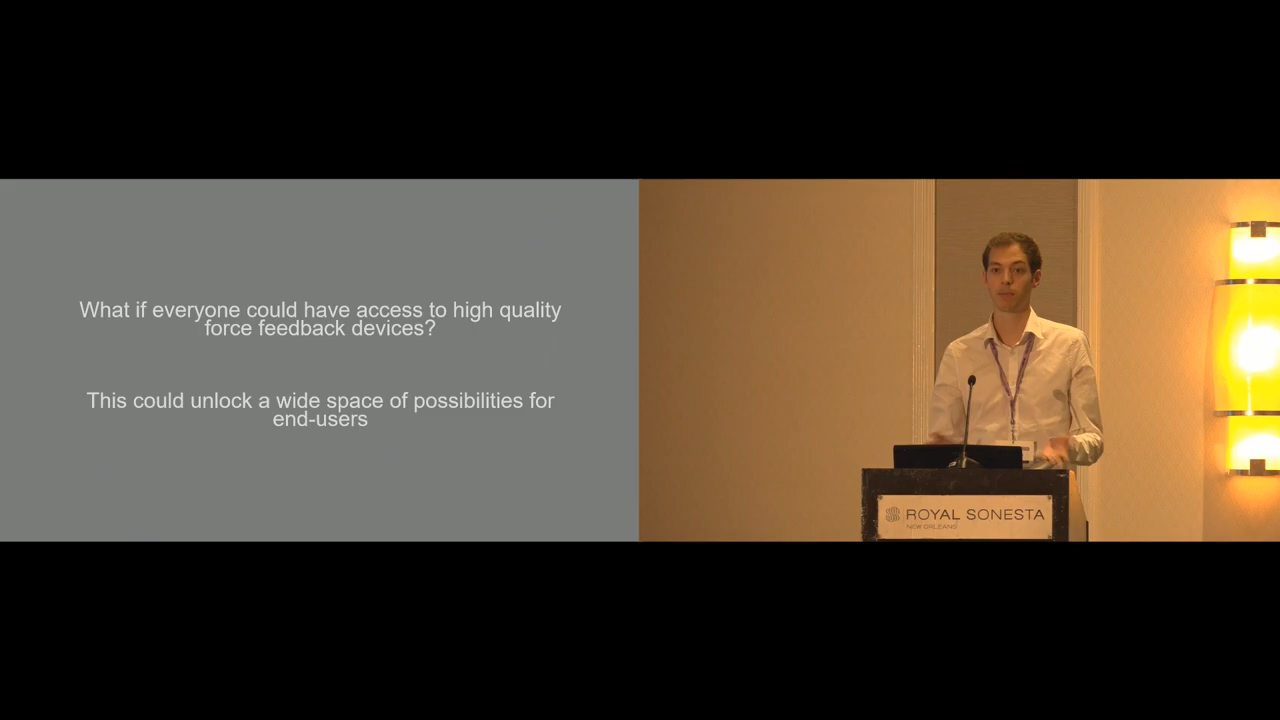 What if everyone could have access to high quality
force feedback devices?
This could unlock a wide space of possibilities for
end-users
ROYAL SONESTA
NEW ORLEANS